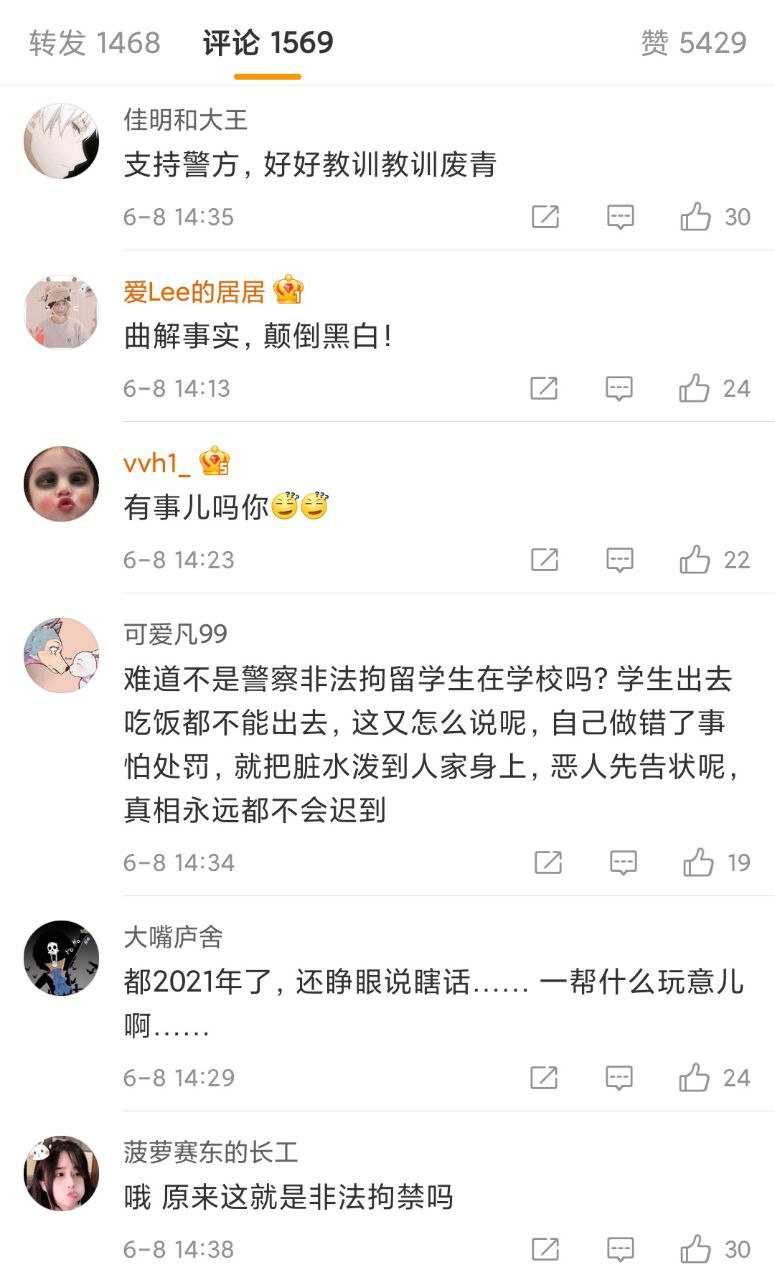 转发 1468 评论 1569 赞 5429
佳明和大王
支持警方，好好教训教训废青
6-8 14:35 30
爱Lee的居居
曲解事实，颠倒黑白！
6-8 14:13 24
vvh1_
有事儿吗你
6-8 14:23 22
可爱凡99
难道不是警察非法拘留学生在学校吗？学生出去
吃饭都不能出去，这又怎么说呢，自己做错了事
怕处罚，就把脏水泼到人家身上，恶人先告状呢，
真相永远都不会迟到
6-8 14:34 19
大嘴庐舍
都2021年了，还睁眼说瞎话…… 一帮什么玩意儿
啊……
6-8 14:29 24
菠萝赛东的长工
哦 原来这就是非法拘禁吗
6-8 14:38 30